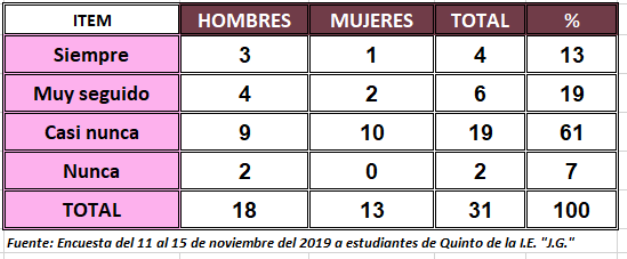 ITEM HOMBRES MUJERES TOTAL %
Siempre 3 1 4 13
Muy seguido 4 2 6 19
Casi nunca 9 10 19 61
Nunca 2 0 2 7
TOTAL 18 13 31 100
Fuente: Encuesta del 11 al 15 de noviembre del 2019 a estudiantes de Quinto de la I.E. "J.G."